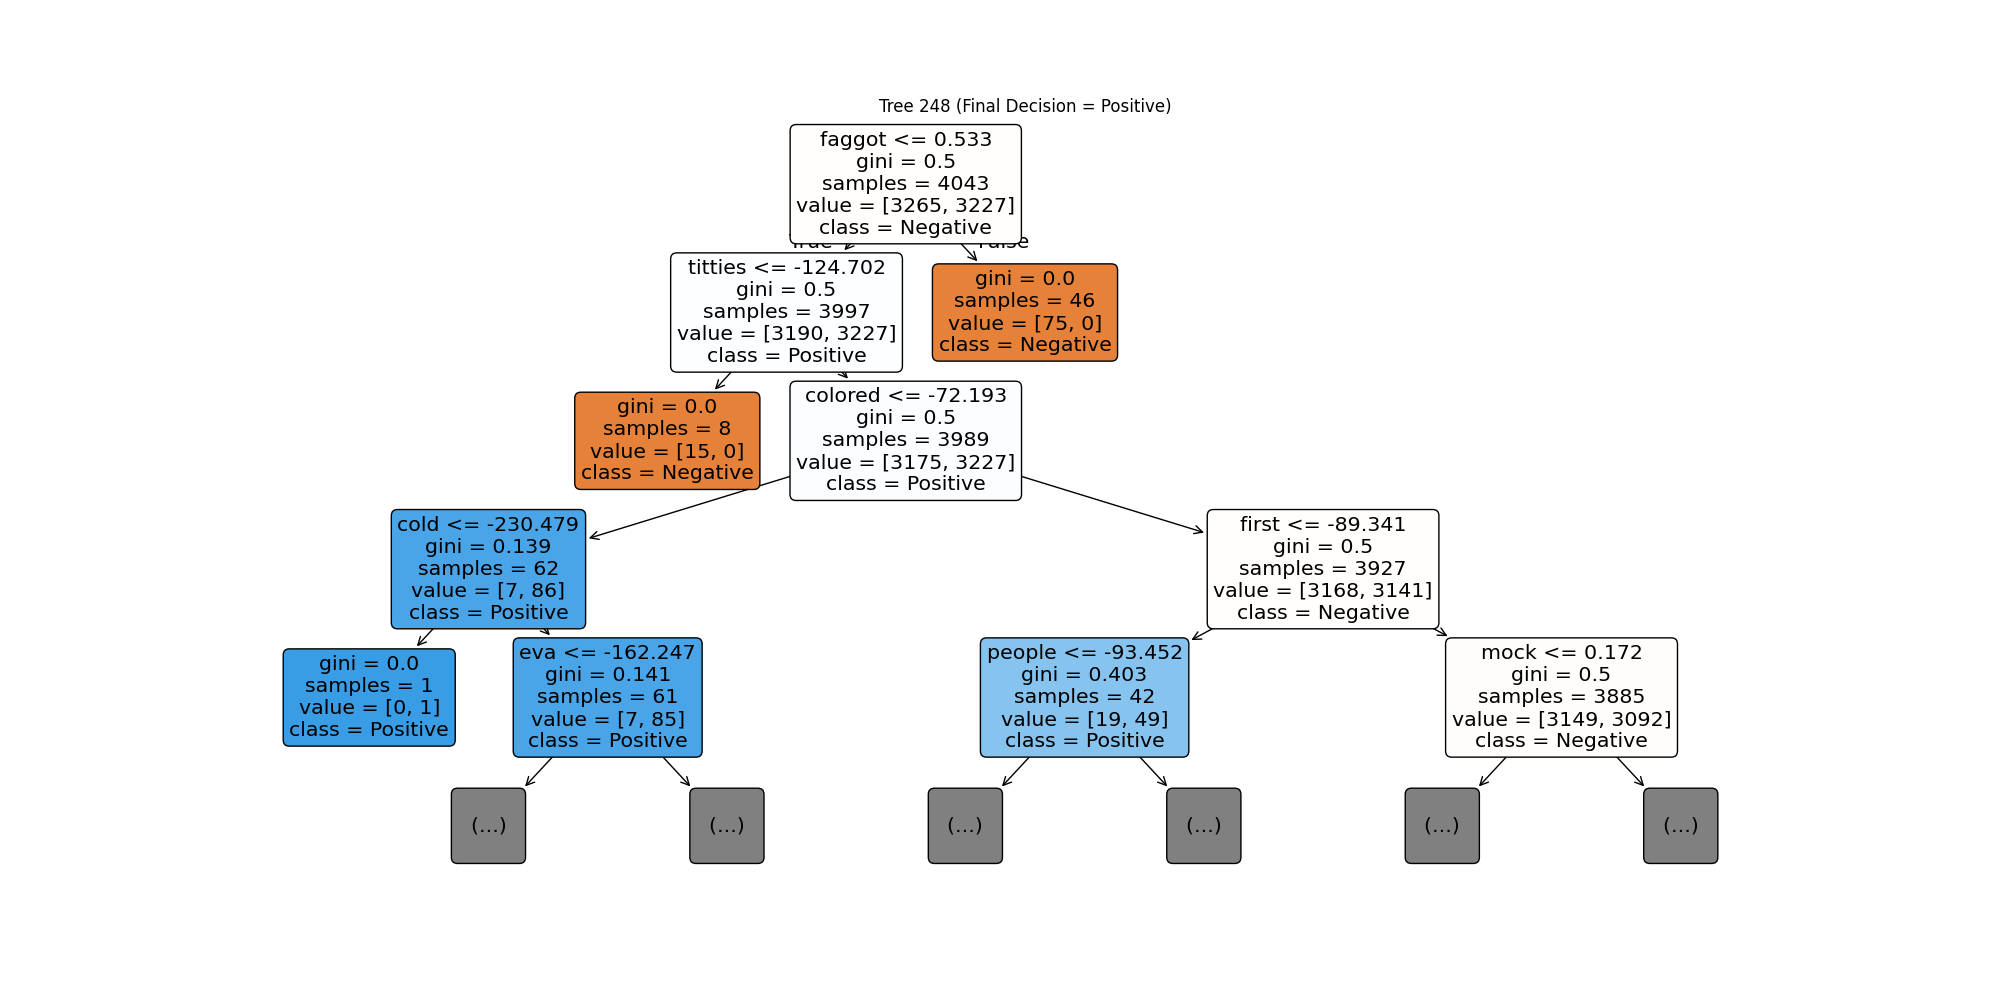 Tree 248 (Final Decision = Positive)
faggot <= 0.533
gini = 0.5
samples = 4043
value = [3265, 3227]
class = Negative
True
False
titties <= -124.702
gini = 0.5
samples = 3997
value = [3190, 3227]
class = Positive
gini = 0.0
samples = 46
value = [75, 0]
class = Negative
gini = 0.0
samples = 8
value = [15, 0]
class = Negative
colored <= -72.193
gini = 0.5
samples = 3989
value = [3175, 3227]
class = Positive
cold <= -230.479
gini = 0.139
samples = 62
value = [7, 86]
class = Positive
first <= -89.341
gini = 0.5
samples = 3927
value = [3168, 3141]
class = Negative
gini = 0.0
samples = 1
value = [0, 1]
class = Positive
eva <= -162.247
gini = 0.141
samples = 61
value = [7, 85]
class = Positive
people <= -93.452
gini = 0.403
samples = 42
value = [19, 49]
class = Positive
mock <= 0.172
gini = 0.5
samples = 3885
value = [3149, 3092]
class = Negative
(...)
(...)
(...)
(...)
(...)
(...)